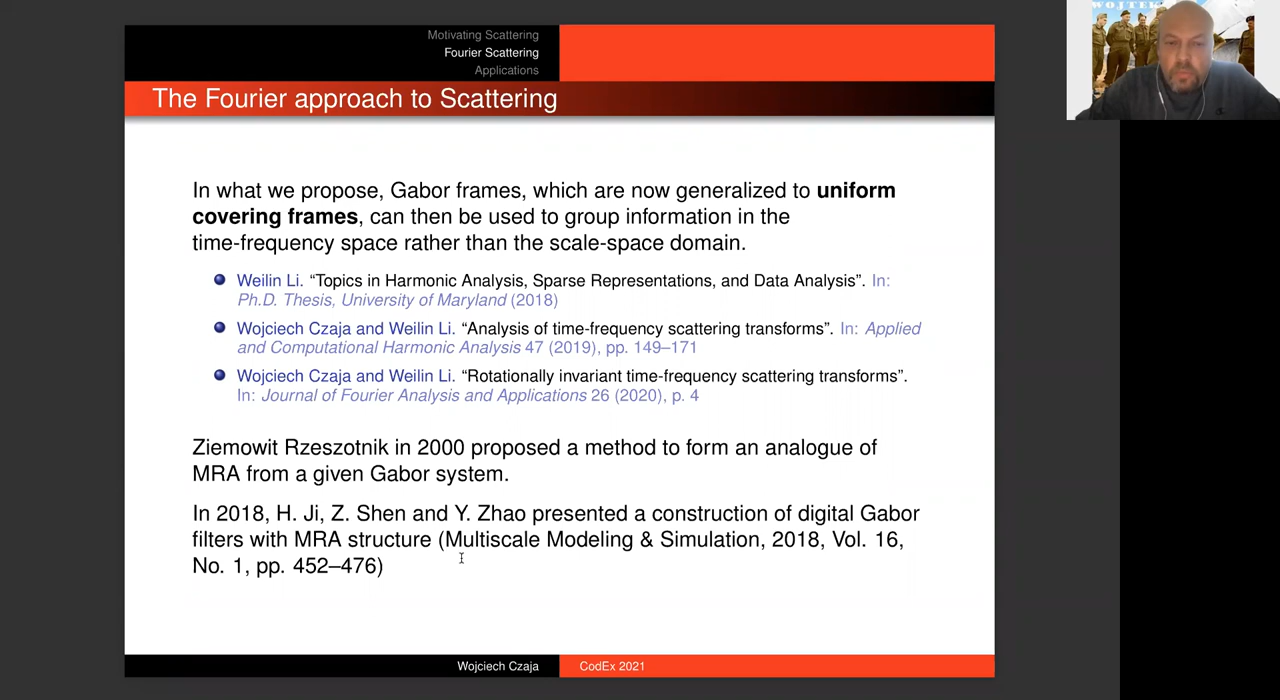 Motivating Scattering
Fourier Scattering
Applications
The Fourier approach to Scattering
In what we propose, Gabor frames, which are now generalized to uniform
covering frames, can then be used to group information in the
time-frequency space rather than the scale-space domain.
Weilin Li. “Topics in Harmonic Analysis, Sparse Representations, and Data Analysis”. In:
Ph.D. Thesis, University of Maryland (2018)
Wojciech Czaja and Weilin Li. “Analysis of time-frequency scattering transforms”. In: Applied
and Computational Harmonic Analysis 47 (2019), pp. 149–171
Wojciech Czaja and Weilin Li. “Rotationally invariant time-frequency scattering transforms”.
In: Journal of Fourier Analysis and Applications 26 (2020), p. 4
Ziemowit Rzeszotnik in 2000 proposed a method to form an analogue of
MRA from a given Gabor system.
In 2018, H. Ji, Z. Shen and Y. Zhao presented a construction of digital Gabor
filters with MRA structure (Multiscale Modeling & Simulation, 2018, Vol. 16,
No. 1, pp. 452–476)
Wojciech Czaja
CodEx 2021
WOJTEK